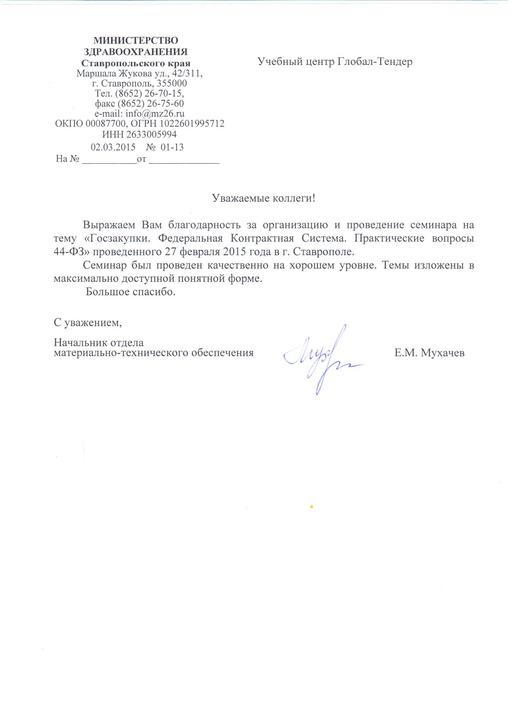 МИНИСТЕРСТВО
ЗДРАВООХРАНЕНИЯ
Ставропольского края
Маршала Жукова ул., 42/311,
г. Ставрополь, 355000
Тел. (8652) 26-70-15,
факс (8652) 26-75-60
e-mail: info@mz26.ru
ОКПО 00087700, ОГРН 1022601995712
ИНН 2633005994
02.03.2015 № 01-13
На № ___________от ______________
Учебный центр Глобал-Тендер
Уважаемые коллеги!
Выражаем Вам благодарность за организацию и проведение семинара на
тему «Госзакупки. Федеральная Контрактная Система. Практические вопросы
44-ФЗ» проведенного 27 февраля 2015 года в г. Ставрополе.
Семинар был проведен качественно на хорошем уровне. Темы изложены в
максимально доступной понятной форме.
Большое спасибо.
С уважением,
Начальник отдела
материально-технического обеспечения
Е.М. Мухачев